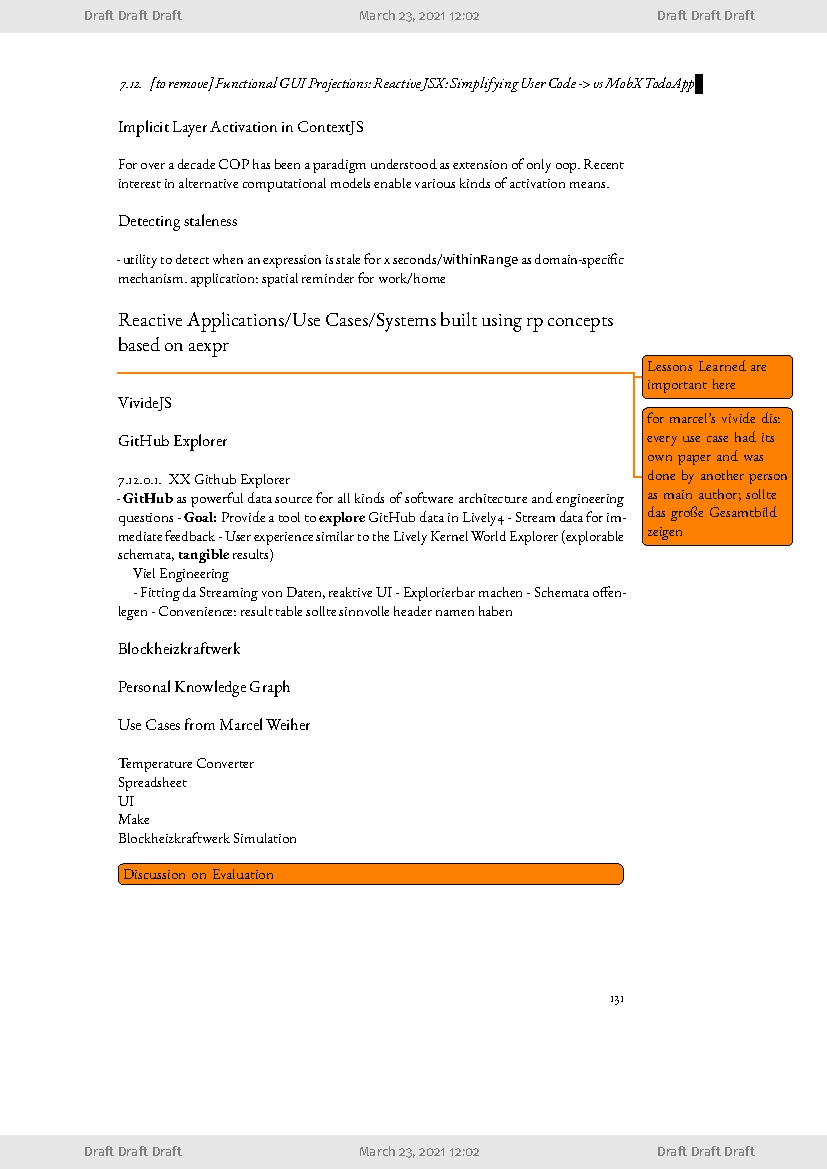 Draft Draft Draft March 23, 2021 12:02 Draft Draft Draft
7.12. [to remove] Functional GUI Projections: Reactive JSX: Simplifying User Code -> vs MobX TodoApp
Implicit Layer Activation in ContextJS
For over a decade COP has been a paradigm understood as extension of only oop. Recent
interest in alternative computational models enable various kinds of activation means.
Detecting staleness
- utility to detect when an expression is stale for x seconds/withinRange as domain-specific
mechanism. application: spatial reminder for work/home
Reactive Applications/Use Cases/Systems built using rp concepts
based on aexpr
Lessons Learned are
important here
for marcel's vivide dis:
every use case had its
own paper and was
done by another person
as main author; sollte
das große Gesamtbild
zeigen
VivideJS
GitHub Explorer
7.12.0.1. XX Github Explorer
- GitHub as powerful data source for all kinds of software architecture and engineering
questions - Goal: Provide a tool to explore GitHub data in Lively4 - Stream data for im-
mediate feedback - User experience similar to the Lively Kernel World Explorer (explorable
schemata, tangible results)
Viel Engineering
- Fitting da Streaming von Daten, reaktive UI - Explorierbar machen - Schemata offen-
legen - Convenience: result table sollte sinnvolle header namen haben
Blockheizkraftwerk
Personal Knowledge Graph
Use Cases from Marcel Weiher
Temperature Converter
Spreadsheet
UI
Make
Blockheizkraftwerk Simulation
Discussion on Evaluation
131
Draft Draft Draft March 23, 2021 12:02 Draft Draft Draft